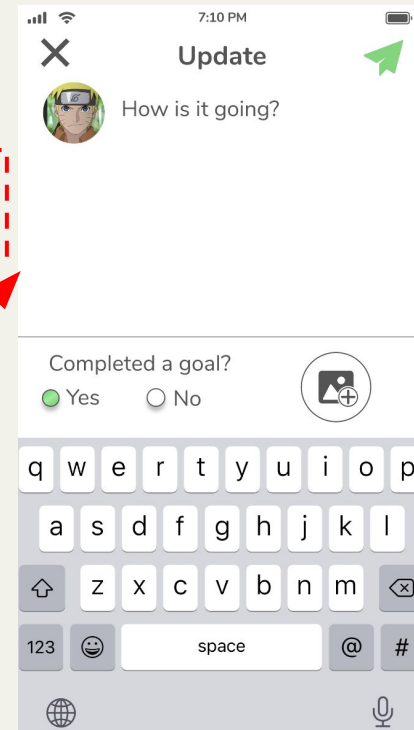 7:10 PM
Update
How is it going?
Completed a goal?
Yes No
q w e r t y u i o p
a s d f g h j k l
z x c v b n m
123 space @ #